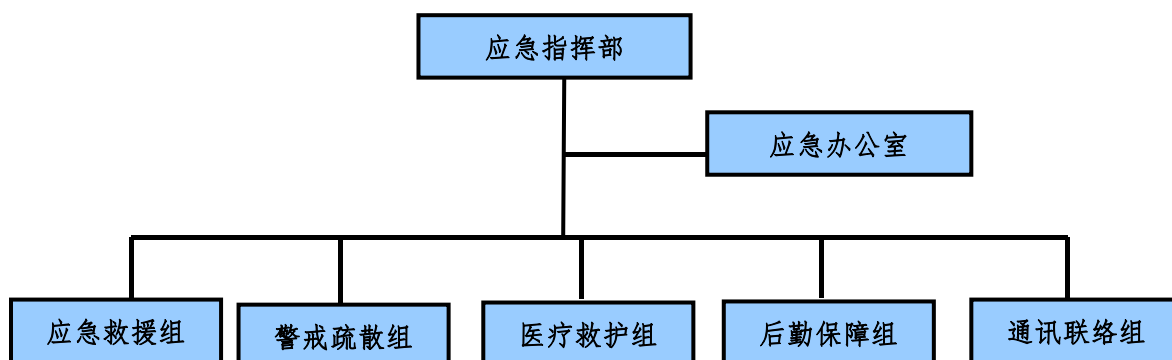 应急指挥部
应急办公室
应急救援组
警戒疏散组
医疗救护组
后勤保障组
通讯联络组